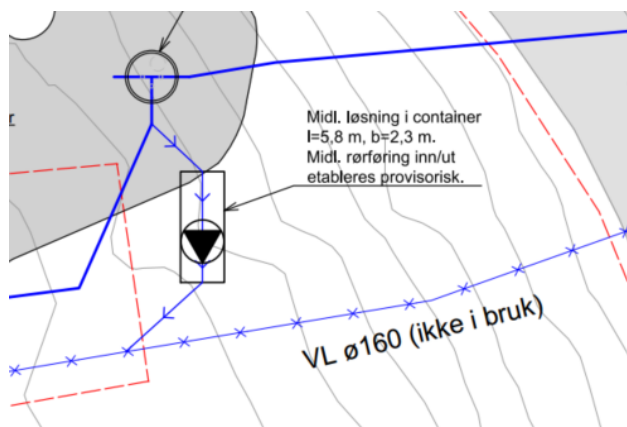 Midl. løsning i container
l=5,8 m, b=2,3 m.
Midl. rørføring inn/ut
etableres provisorisk.
VL ø160 (ikke i bruk)